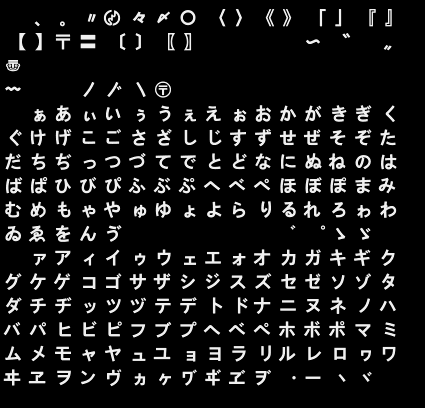 、 。 〃 〄 々 〆 〇 〈 〉 《 》 「 」 『 』
【 】 〒 〓 〔 〕 〖 〗 〜 〝 〟
〠
〰 〳 〴 〵 〶
ぁ あ ぃ い ぅ う ぇ え ぉ お か が き ぎ く
ぐ け げ こ ご さ ざ し じ す ず せ ぜ そ ぞ た
だ ち ぢ っ つ づ て で と ど な に ぬ ね の は
ば ぱ ひ び ぴ ふ ぶ ぷ へ べ ぺ ほ ぼ ぽ ま み
む め も ゃ や ゅ ゆ ょ よ ら り る れ ろ ゎ わ
ゐ ゑ を ん ゔ ゛ ゜ ゝ ゞ
ァ ア ィ イ ゥ ウ ェ エ ォ オ カ ガ キ ギ ク
グ ケ ゲ コ ゴ サ ザ シ ジ ス ズ セ ゼ ソ ゾ タ
ダ チ ヂ ッ ツ ヅ テ デ ト ド ナ ニ ヌ ネ ノ ハ
バ パ ヒ ビ ピ フ ブ プ ヘ ベ ペ ホ ボ ポ マ ミ
ム メ モ ャ ヤ ュ ユ ョ ヨ ラ リ ル レ ロ ヮ ワ
ヰ ヱ ヲ ン ヴ ヵ ヶ ヷ ヸ ヹ ヺ ・ ー ヽ ヾ